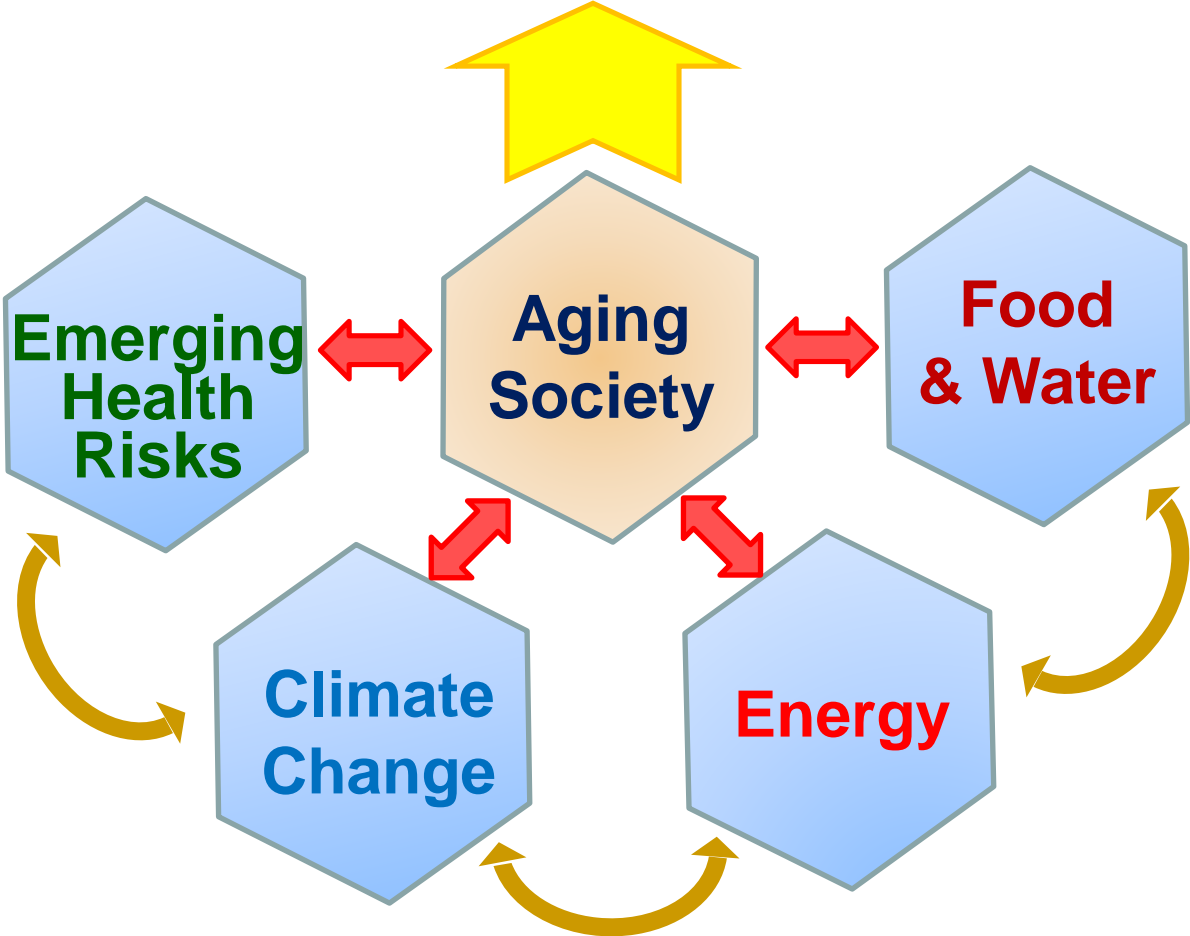 Emerging
Health
Risks
Aging
Society
Food
& Water
Climate
Change
Energy